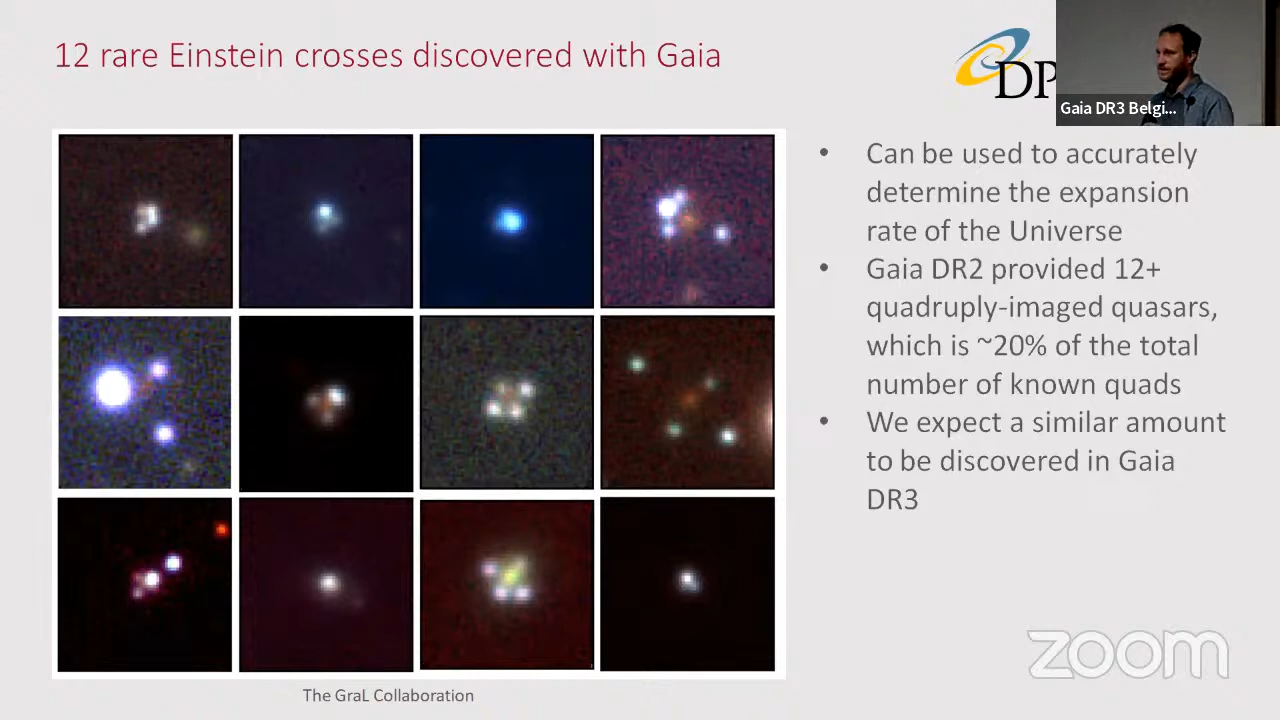 12 rare Einstein crosses discovered with Gaia
DP
Gaia DR3 Belgi...
• Can be used to accurately
determine the expansion
rate of the Universe
• Gaia DR2 provided 12+
quadruply-imaged quasars,
which is ~20% of the total
number of known quads
• We expect a similar amount
to be discovered in Gaia
DR3
zoom
The GraL Collaboration